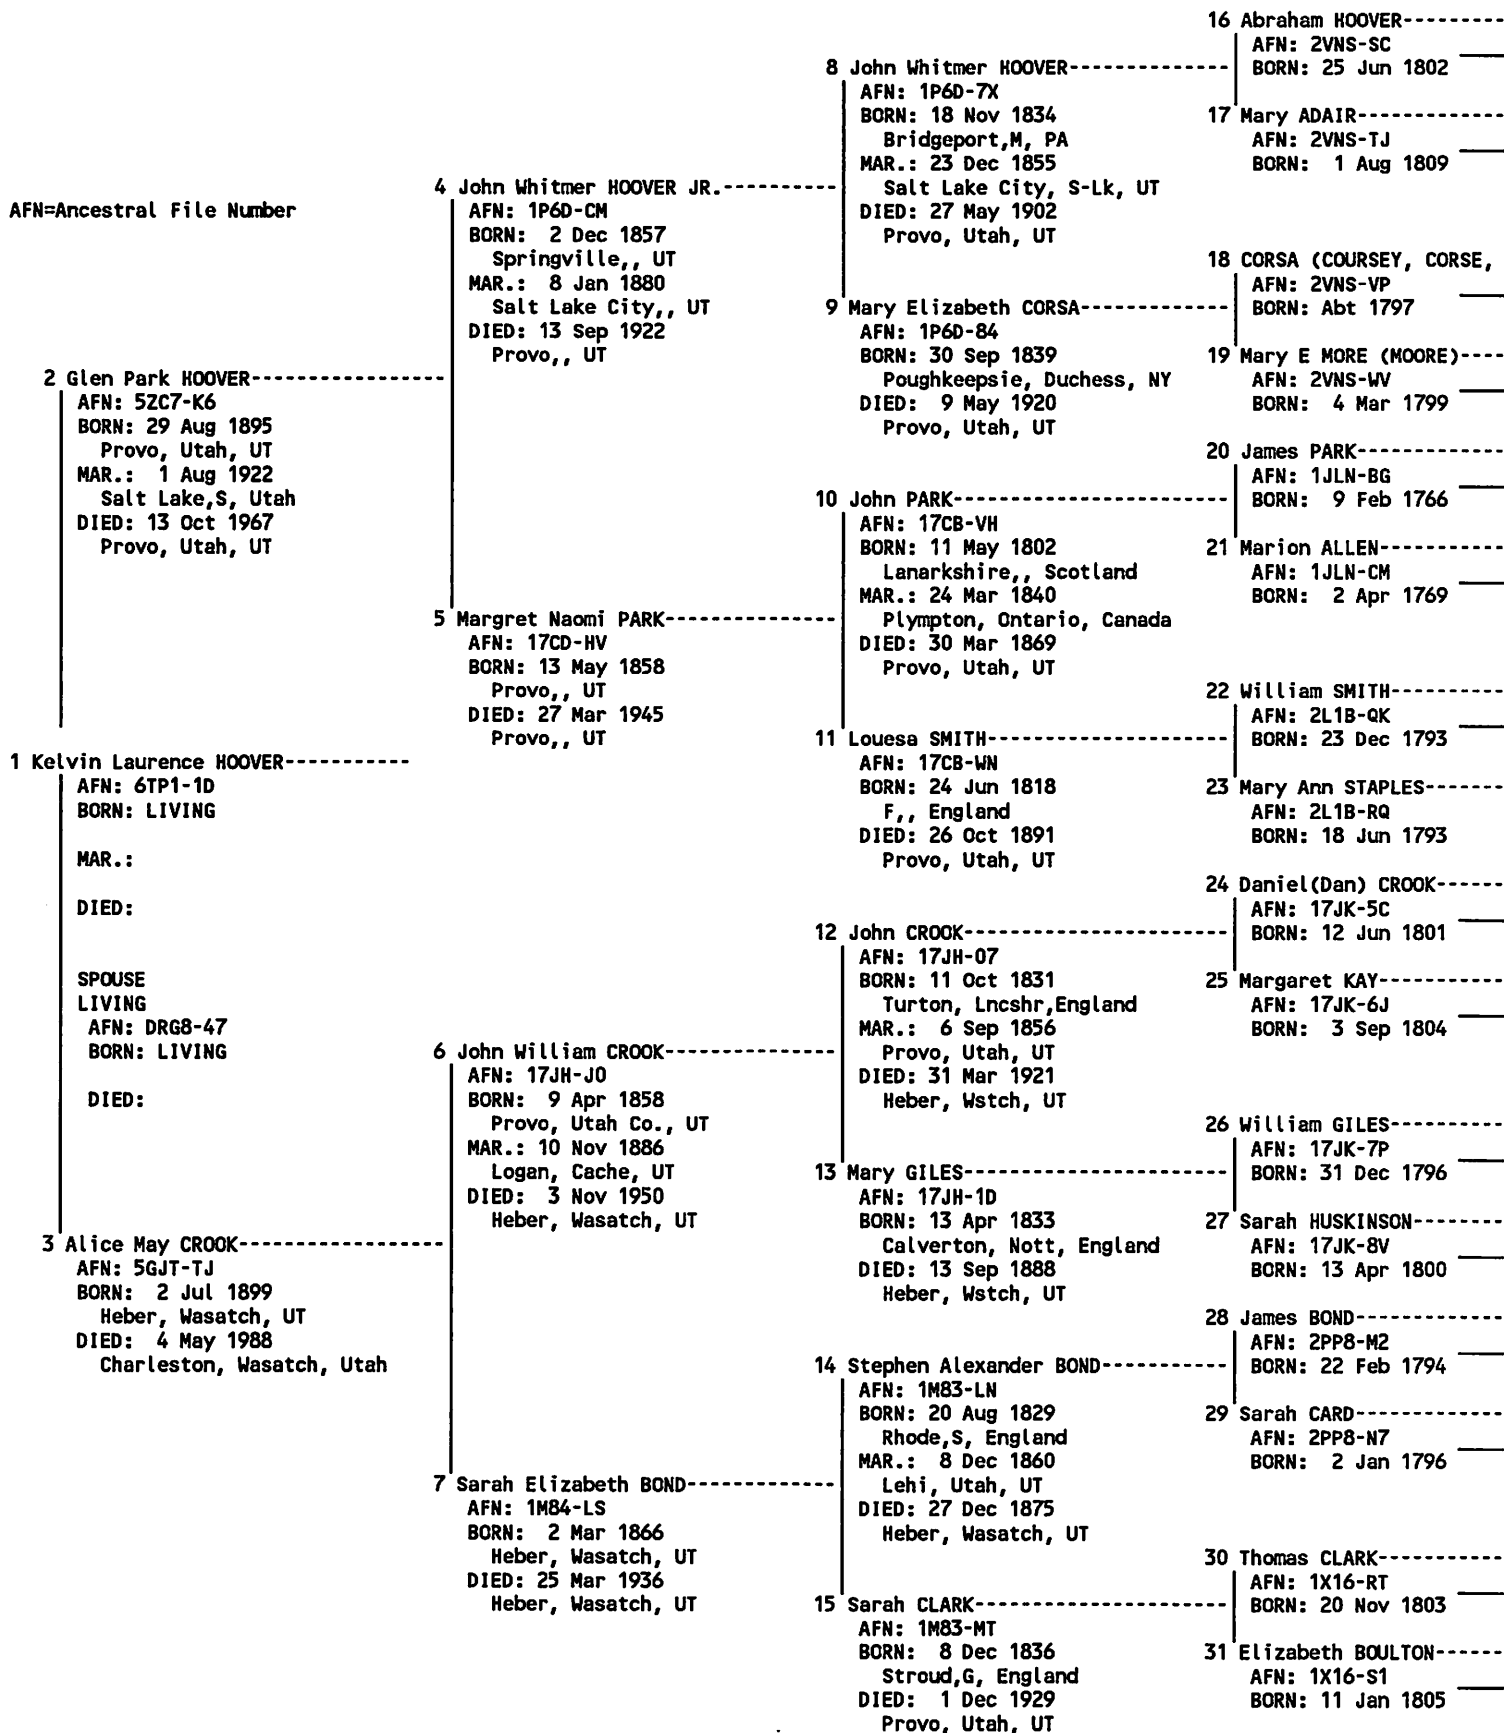 AFN=Ancestral File Number
1 Kelvin Laurence HOOVER-----------
AFN: 6TP1-1D
BORN: LIVING
MAR.:
DIED:
SPOUSE
LIVING
AFN: DRG8-47
BORN: LIVING
DIED:
2 Glen Park HOOVER----------------
AFN: 5ZC7-K6
BORN: 29 Aug 1895
Provo, Utah, UT
MAR.: 1 Aug 1922
Salt Lake,S, Utah
DIED: 13 Oct 1967
Provo, Utah, UT
3 Alice May CROOK-----------------
AFN: 5GJT-TJ
BORN: 2 Jul 1899
Heber, Wasatch, UT
DIED: 4 May 1988
Charleston, Wasatch, Utah
4 John Whitmer HOOVER JR.---------
AFN: 1P6D-CM
BORN: 2 Dec 1857
Springville,, UT
MAR.: 8 Jan 1880
Salt Lake City,, UT
DIED: 13 Sep 1922
Provo,, UT
5 Margret Naomi PARK--------------
AFN: 17CD-HV
BORN: 13 May 1858
Provo,, UT
DIED: 27 Mar 1945
Provo,, UT
6 John William CROOK--------------
AFN: 17JH-J0
BORN: 9 Apr 1858
Provo, Utah Co., UT
MAR.: 10 Nov 1886
Logan, Cache, UT
DIED: 3 Nov 1950
Heber, Wasatch, UT
7 Sarah Elizabeth BOND------------
AFN: 1M84-LS
BORN: 2 Mar 1866
Heber, Wasatch, UT
DIED: 25 Mar 1936
Heber, Wasatch, UT
8 John Whitmer HOOVER-------------
AFN: 1P6D-7X
BORN: 18 Nov 1834
Bridgeport,M, PA
MAR.: 23 Dec 1855
Salt Lake City, S-Lk, UT
DIED: 27 May 1902
Provo, Utah, UT
9 Mary Elizabeth CORSA------------
AFN: 1P6D-84
BORN: 30 Sep 1839
Poughkeepsie, Duchess, NY
DIED: 9 May 1920
Provo, Utah, UT
10 John PARK-----------------------
AFN: 17CB-VH
BORN: 11 May 1802
Lanarkshire,, Scotland
MAR.: 24 Mar 1840
Plympton, Ontario, Canada
DIED: 30 Mar 1869
Provo, Utah, UT
11 Louesa SMITH--------------------
AFN: 17CB-WN
BORN: 24 Jun 1818
F,, England
DIED: 26 Oct 1891
Provo, Utah, UT
12 John CROOK----------------------
AFN: 17JH-07
BORN: 11 Oct 1831
Turton, Lncshr,England
MAR.: 6 Sep 1856
Provo, Utah, UT
DIED: 31 Mar 1921
Heber, Wstch, UT
13 Mary GILES----------------------
AFN: 17JH-1D
BORN: 13 Apr 1833
Calverton, Nott, England
DIED: 13 Sep 1888
Heber, Wstch, UT
14 Stephen Alexander BOND----------
AFN: 1M83-LN
BORN: 20 Aug 1829
Rhode,S, England
MAR.: 8 Dec 1860
Lehi, Utah, UT
DIED: 27 Dec 1875
Heber, Wasatch, UT
15 Sarah CLARK---------------------
AFN: 1M83-MT
BORN: 8 Dec 1836
Stroud,G, England
DIED: 1 Dec 1929
Provo, Utah, UT
16 Abraham HOOVER---------
AFN: 2VNS-SC
BORN: 25 Jun 1802
17 Mary ADAIR------------
AFN: 2VNS-TJ
BORN: 1 Aug 1809
18 CORSA (COURSEY, CORSE,
AFN: 2VNS-VP
BORN: Abt 1797
19 Mary E MORE (MOORE)----
AFN: 2VNS-WV
BORN: 4 Mar 1799
20 James PARK------------
AFN: 1JLN-BG
BORN: 9 Feb 1766
21 Marion ALLEN----------
AFN: 1JLN-CM
BORN: 2 Apr 1769
22 William SMITH---------
AFN: 2L1B-QK
BORN: 23 Dec 1793
23 Mary Ann STAPLES-------
AFN: 2L1B-RQ
BORN: 18 Jun 1793
24 Daniel(Dan) CROOK------
AFN: 17JK-5C
BORN: 12 Jun 1801
25 Margaret KAY----------
AFN: 17JK-6J
BORN: 3 Sep 1804
26 William GILES---------
AFN: 17JK-7P
BORN: 31 Dec 1796
27 Sarah HUSKINSON--------
AFN: 17JK-8V
BORN: 13 Apr 1800
28 James BOND------------
AFN: 2PP8-M2
BORN: 22 Feb 1794
29 Sarah CARD------------
AFN: 2PP8-N7
BORN: 2 Jan 1796
30 Thomas CLARK----------
AFN: 1X16-RT
BORN: 20 Nov 1803
31 Elizabeth BOULTON------
AFN: 1X16-S1
BORN: 11 Jan 1805